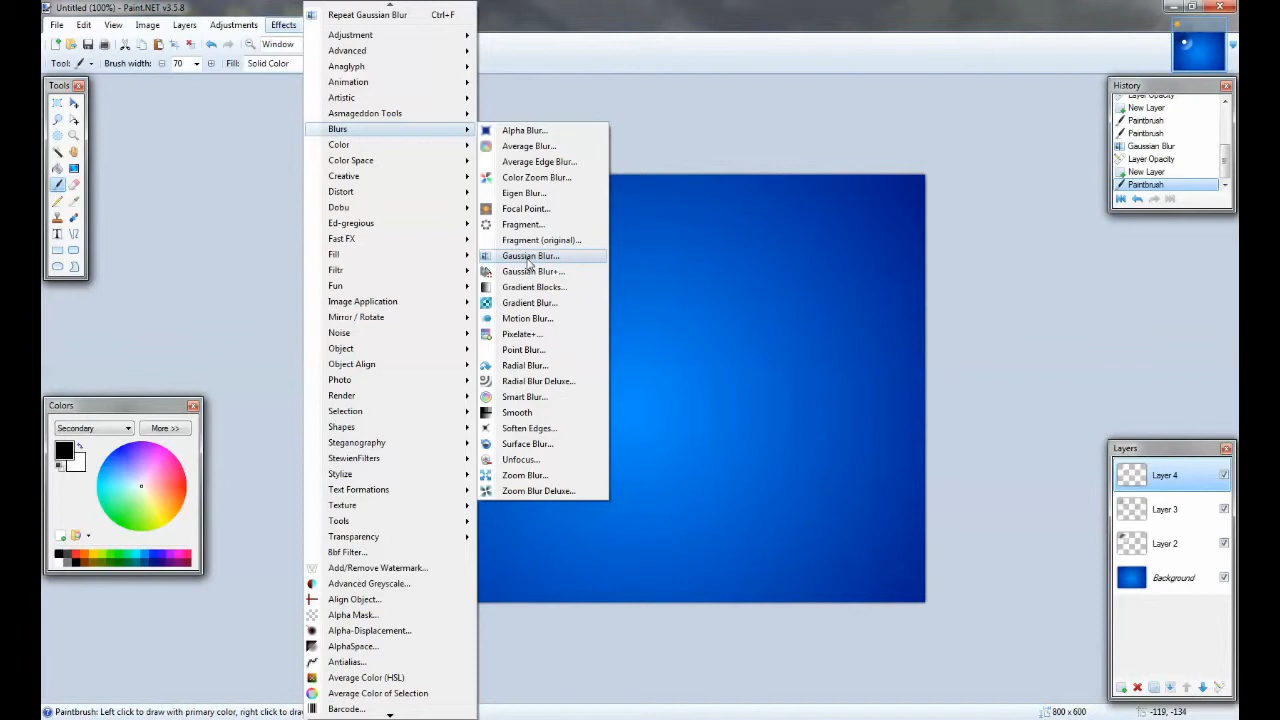 Untitled (100%) - Paint.NET v3.5.8
File Edit View Image Layers Adjustments Effects
Window
Tool: Brush width: 70 Fill: Solid Color
Tools
Repeat Gaussian Blur Ctrl+F
Adjustment
Advanced
Anaglyph
Animation
Artistic
Asmageddon Tools
Blurs
Color
Color Space
Creative
Distort
Dobu
Ed-gregious
Fast FX
Fill
Filtr
Fun
Image Application
Mirror / Rotate
Noise
Object
Object Align
Photo
Render
Selection
Shapes
Steganography
StewienFilters
Stylize
Text Formations
Texture
Tools
Transparency
8bf Filter...
Add/Remove Watermark...
Advanced Greyscale...
Align Object...
Alpha Mask...
Alpha-Displacement...
AlphaSpace...
Antialias...
Average Color (HSL)
Average Color of Selection
Barcode...
Alpha Blur...
Average Blur...
Average Edge Blur...
Color Zoom Blur...
Eigen Blur...
Focal Point...
Fragment...
Fragment (original)...
Gaussian Blur...
Gaussian Blur+...
Gradient Blocks...
Gradient Blur...
Motion Blur...
Pixelate+...
Point Blur...
Radial Blur...
Radial Blur Deluxe...
Smart Blur...
Smooth
Soften Edges...
Surface Blur...
Unfocus...
Zoom Blur...
Zoom Blur Deluxe...
History
Layer Opacity
New Layer
Paintbrush
Paintbrush
Gaussian Blur
Layer Opacity
New Layer
Paintbrush
Colors
Secondary More >>
Layers
Layer 4
Layer 3
Layer 2
Background
Paintbrush: Left click to draw with primary color, right click to dra
800 x 600 -119, -134